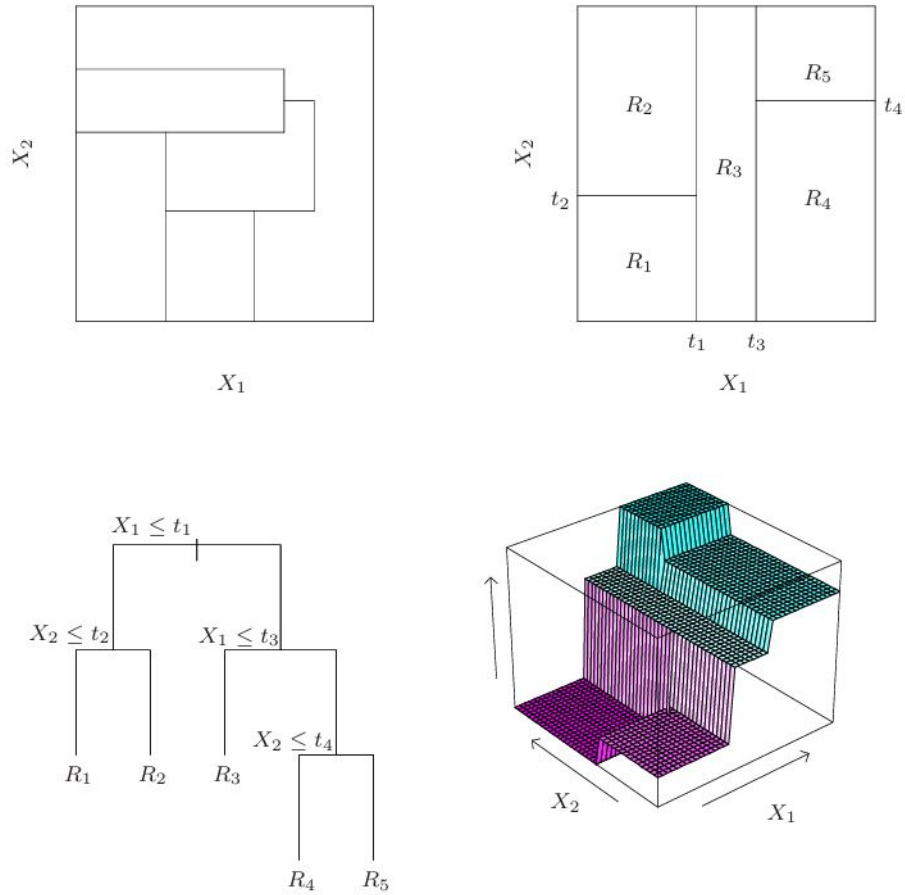 X₂
X₁
X₂
R₂
R₅
t₄
R₃
t₂
R₄
R₁
t₁
t₃
X₁
X₁ ≤ t₁
X₂ ≤ t₂
X₁ ≤ t₃
X₂ ≤ t₄
R₁
R₂
R₃
R₄
R₅
X₂
X₁